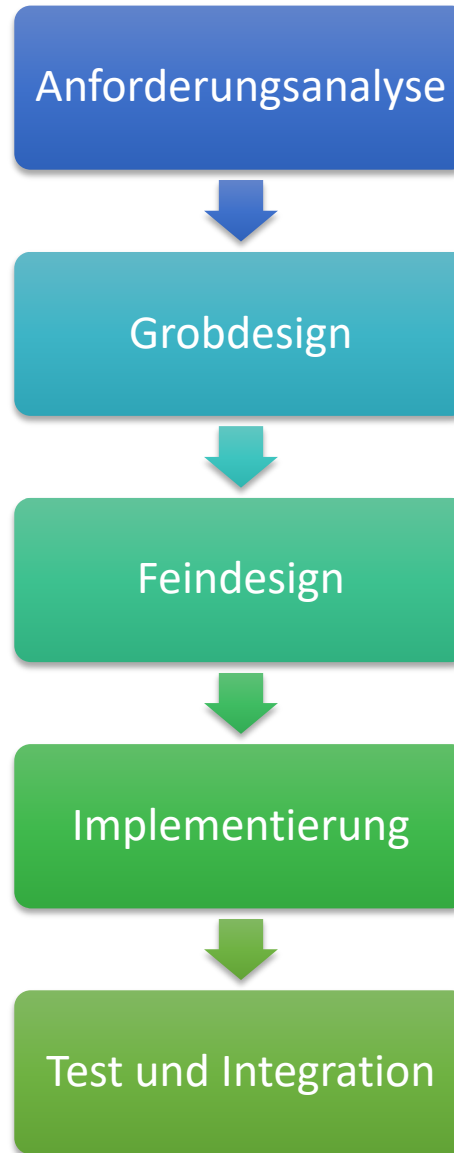 Anforderungsanalyse
Grobdesign
Feindesign
Implementierung
Test und Integration